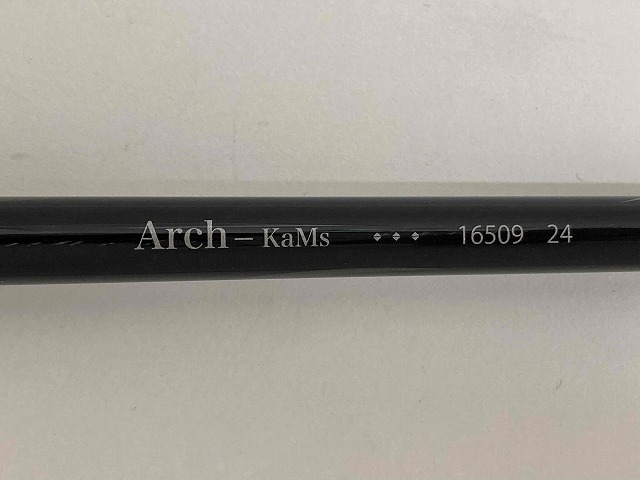 Arch – KaMs ◆ ◆ ◆ 16509 24